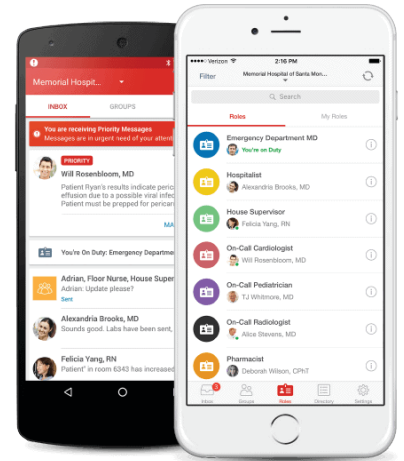 Memorial Hospit...
INBOX
GROUPS
You are receiving Priority Messages
Messages are in urgent need of your atten
PRIORITY
Will Rosenbloom, MD
Patient Ryan's results indicate peric
effusion due to a possible viral infec
Patient must be prepped for pericar
MA
You're On Duty: Emergency Departmen
Adrian, Floor Nurse, House Super
Adrian: Update please?
Sent
Alexandria Brooks, MD
Sounds good. Labs have been sent,
Felicia Yang, RN
Patient" in room 6343 has increased
Verizon
2:16 PM
Filter
Memorial Hospital of Santa Mon...
Search
Roles
My Roles
Emergency Department MD
You're on Duty
Hospitalist
Alexandria Brooks, MD
House Supervisor
Felicia Yang, RN
On-Call Cardiologist
Will Rosenbloom, MD
On-Call Pediatrician
TJ Whitmore, MD
On-Call Radiologist
Alice Stevens, MD
Pharmacist
Deborah Wilson, CPhT
3
Inbox
Groups
Roles
Directory
Settings